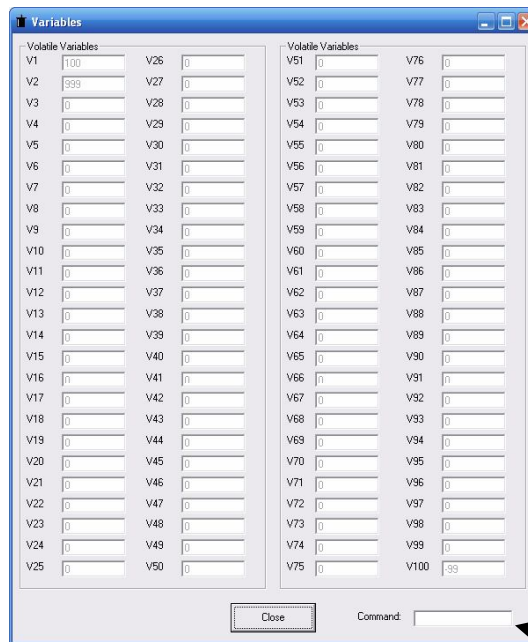 Variables
Volatile Variables Volatile Variables
V1 100 V26 0 V51 0 V76 0
V2 999 V27 0 V52 0 V77 0
V3 0 V28 0 V53 0 V78 0
V4 0 V29 0 V54 0 V79 0
V5 0 V30 0 V55 0 V80 0
V6 0 V31 0 V56 0 V81 0
V7 0 V32 0 V57 0 V82 0
V8 0 V33 0 V58 0 V83 0
V9 0 V34 0 V59 0 V84 0
V10 0 V35 0 V60 0 V85 0
V11 0 V36 0 V61 0 V86 0
V12 0 V37 0 V62 0 V87 0
V13 0 V38 0 V63 0 V88 0
V14 0 V39 0 V64 0 V89 0
V15 0 V40 0 V65 0 V90 0
V16 0 V41 0 V66 0 V91 0
V17 0 V42 0 V67 0 V92 0
V18 0 V43 0 V68 0 V93 0
V19 0 V44 0 V69 0 V94 0
V20 0 V45 0 V70 0 V95 0
V21 0 V46 0 V71 0 V96 0
V22 0 V47 0 V72 0 V97 0
V23 0 V48 0 V73 0 V98 0
V24 0 V49 0 V74 0 V99 0
V25 0 V50 0 V75 0 V100 -99
Close Command: